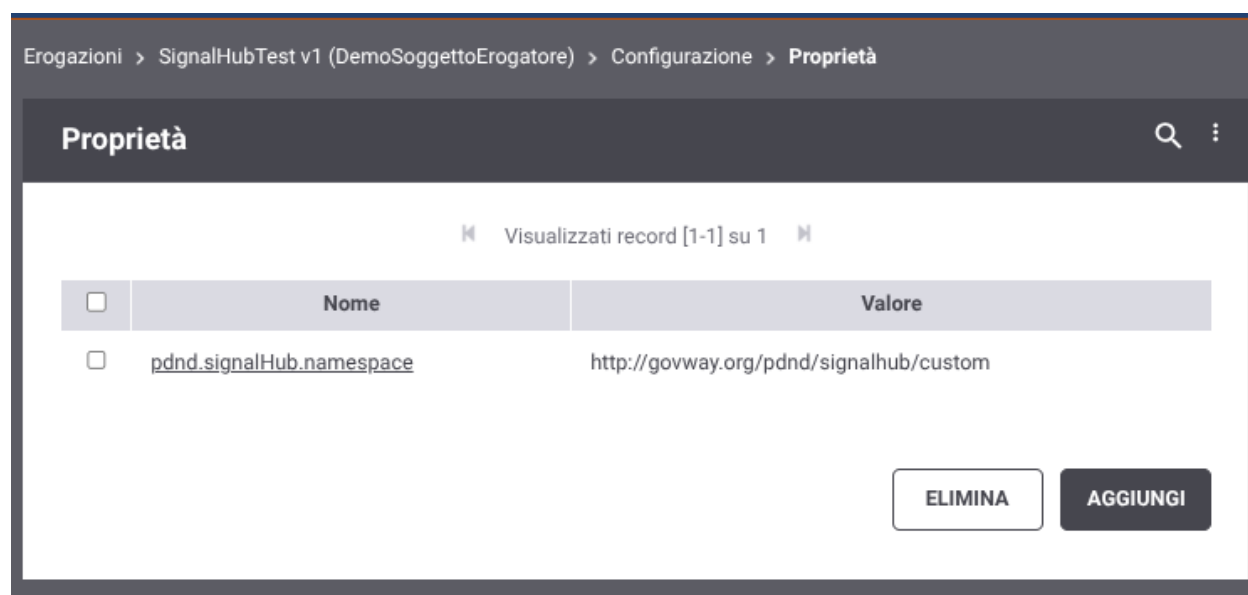 Erogazioni > SignalHubTest v1 (DemoSoggettoErogatore) > Configurazione > Proprietà
Proprietà
Visualizzati record [1-1] su 1
Nome Valore
pdnd.signalHub.namespace http://govway.org/pdnd/signalhub/custom
ELIMINA AGGIUNGI